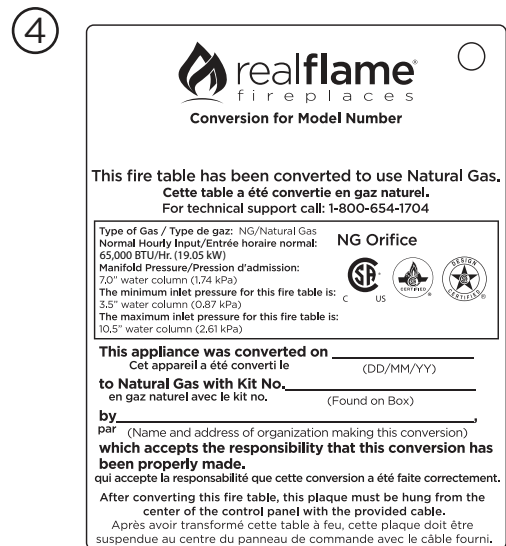 4
realflame®
fireplaces
Conversion for Model Number
This fire table has been converted to use Natural Gas.
Cette table a été convertie en gaz naturel.
For technical support call: 1-800-654-1704
Type of Gas / Type de gaz: NG/Natural Gas
Normal Hourly Input/Entrée horaire normal:
65,000 BTU/Hr. (19.05 kW)
Manifold Pressure/Pression d'admission:
7.0" water column (1.74 kPa)
The minimum inlet pressure for this fire table is:
3.5" water column (0.87 kPa)
The maximum inlet pressure for this fire table is:
10.5" water column (2.61 kPa)
NG Orifice
C US
CERTIFIED ®
DESIGN CERTIFIED ®
This appliance was converted on
Cet appareil a été converti le
(DD/MM/YY)
to Natural Gas with Kit No.
en gaz naturel avec le kit no.
(Found on Box)
by ,
par (Name and address of organization making this conversion)
which accepts the responsibility that this conversion has
been properly made.
qui accepte la responsabilité que cette conversion a été faite correctement.
After converting this fire table, this plaque must be hung from the
center of the control panel with the provided cable.
Après avoir transformé cette table à feu, cette plaque doit être
suspendue au centre du panneau de commande avec le câble fourni.